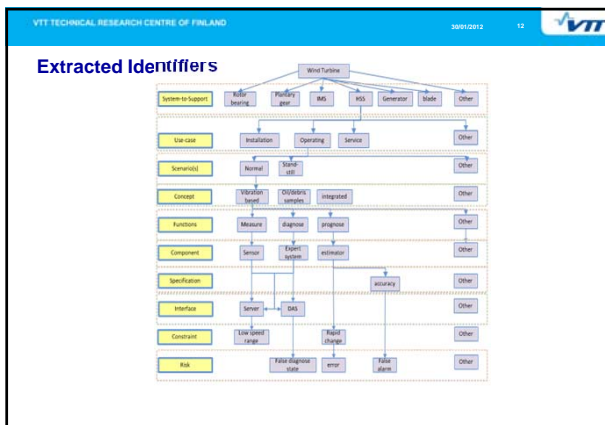 VTT TECHNICAL RESEARCH CENTRE OF FINLAND 30/01/2012 12 VTT
Extracted Identifiers
Wind Turbine
System-to-Support Rotor bearing Planlary gear IMS HSS Generator blade Other
Use-case Installation Operating Service Other
Scenario(s) Normal Stand-still Other
Concept Vibration based Oil/debris samples integrated Other
Functions Measure diagnose prognose Other
Component Sensor Expert system estimator Other
Specification accuracy Other
Interface Server DAS Other
Constraint Low speed range Rapid change Other
Risk False diagnose state error False alarm Other